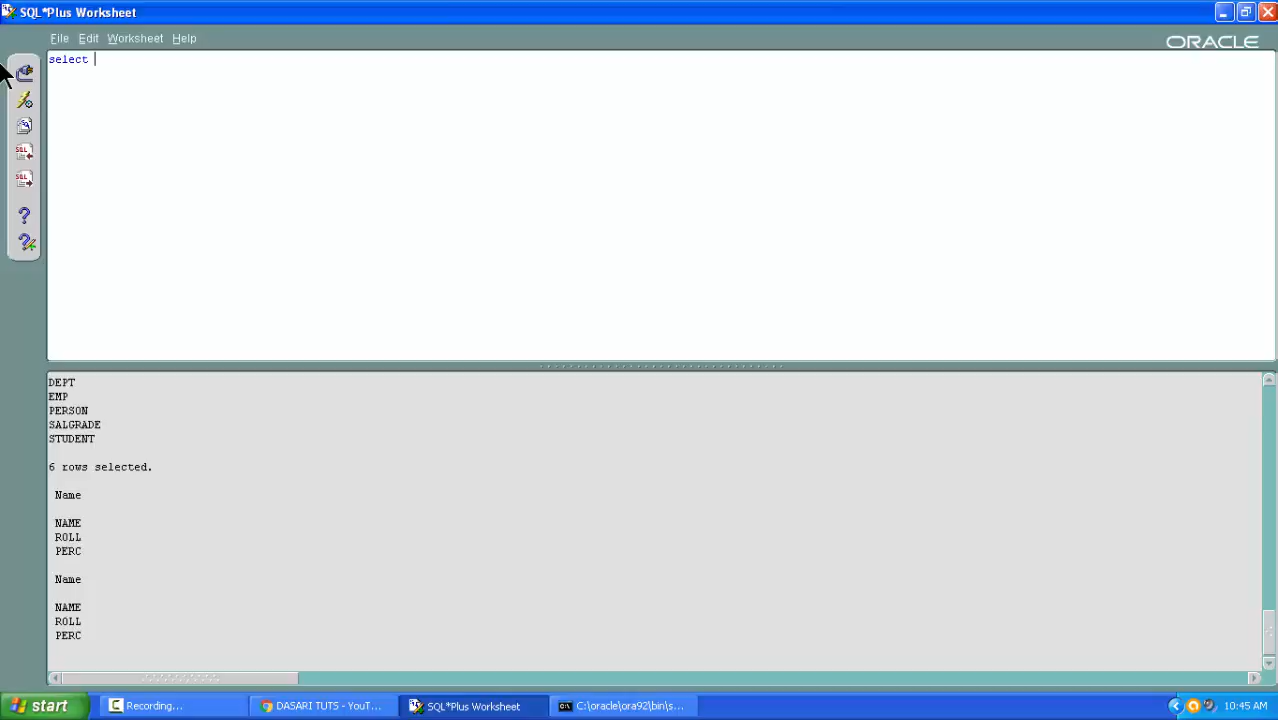 SQL*Plus Worksheet
File Edit Worksheet Help
ORACLE
select
DEPT
EMP
PERSON
SALGRADE
STUDENT
6 rows selected.
Name
NAME
ROLL
PERC
Name
NAME
ROLL
PERC
start Recording... DASARI TUTS - YouT... SQL*Plus Worksheet C:\oracle\ora92\bin\s... 10:45 AM